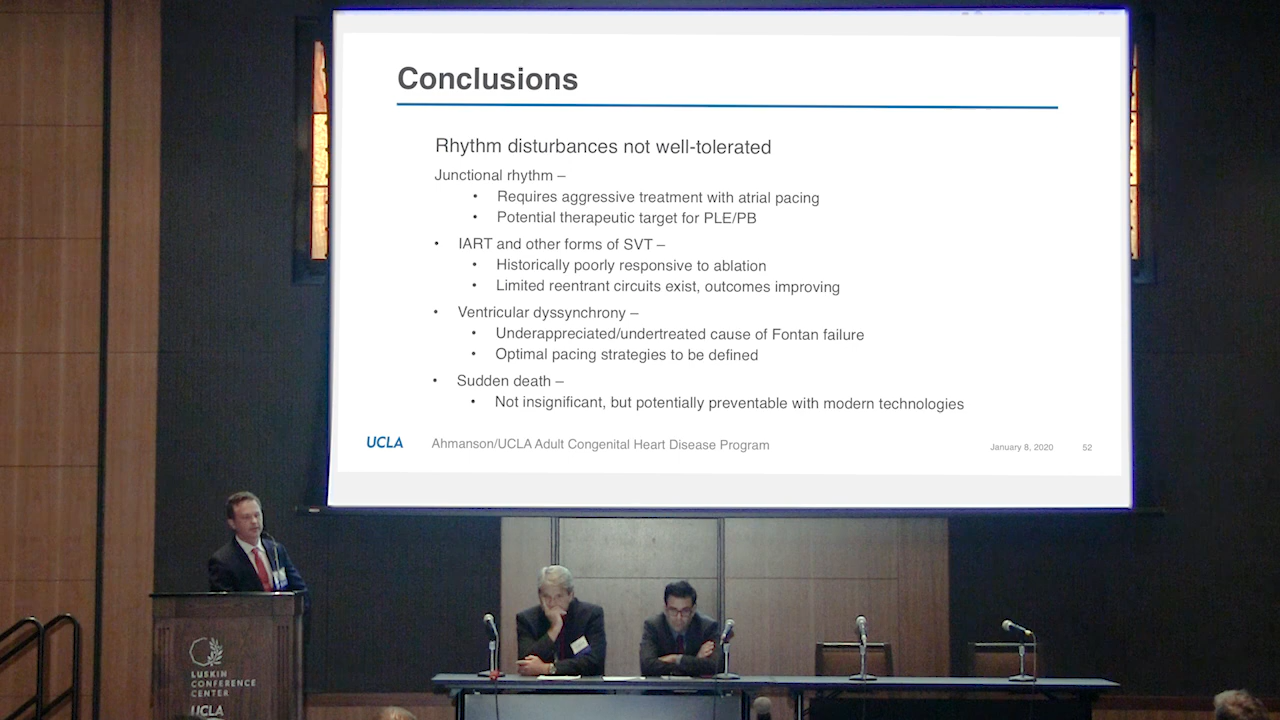 Conclusions
Rhythm disturbances not well-tolerated
Junctional rhythm –
• Requires aggressive treatment with atrial pacing
• Potential therapeutic target for PLE/PB
• IART and other forms of SVT –
• Historically poorly responsive to ablation
• Limited reentrant circuits exist, outcomes improving
• Ventricular dyssynchrony –
• Underappreciated/undertreated cause of Fontan failure
• Optimal pacing strategies to be defined
• Sudden death –
• Not insignificant, but potentially preventable with modern technologies
UCLA Ahmanson/UCLA Adult Congenital Heart Disease Program January 8, 2020 52
LUSKIN
CONFERENCE
CENTER
UCLA